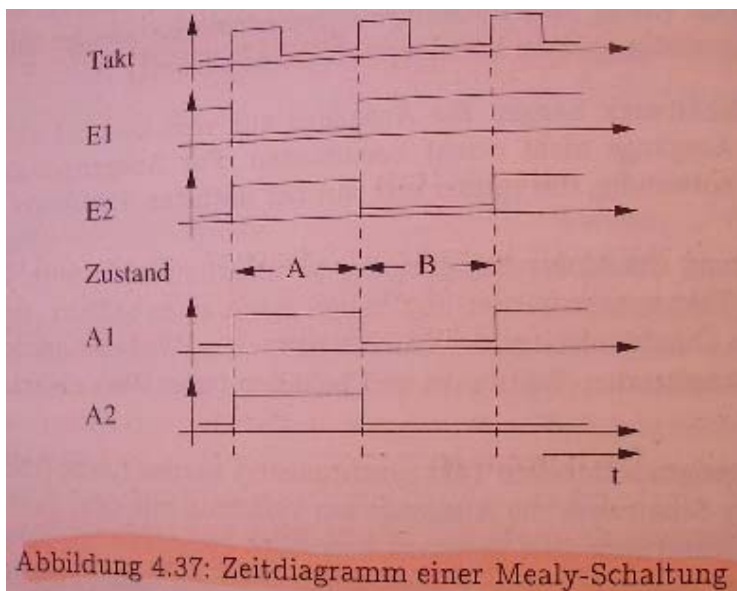 Takt
E1
E2
Zustand A B
A1
A2
t
Abbildung 4.37: Zeitdiagramm einer Mealy-Schaltung